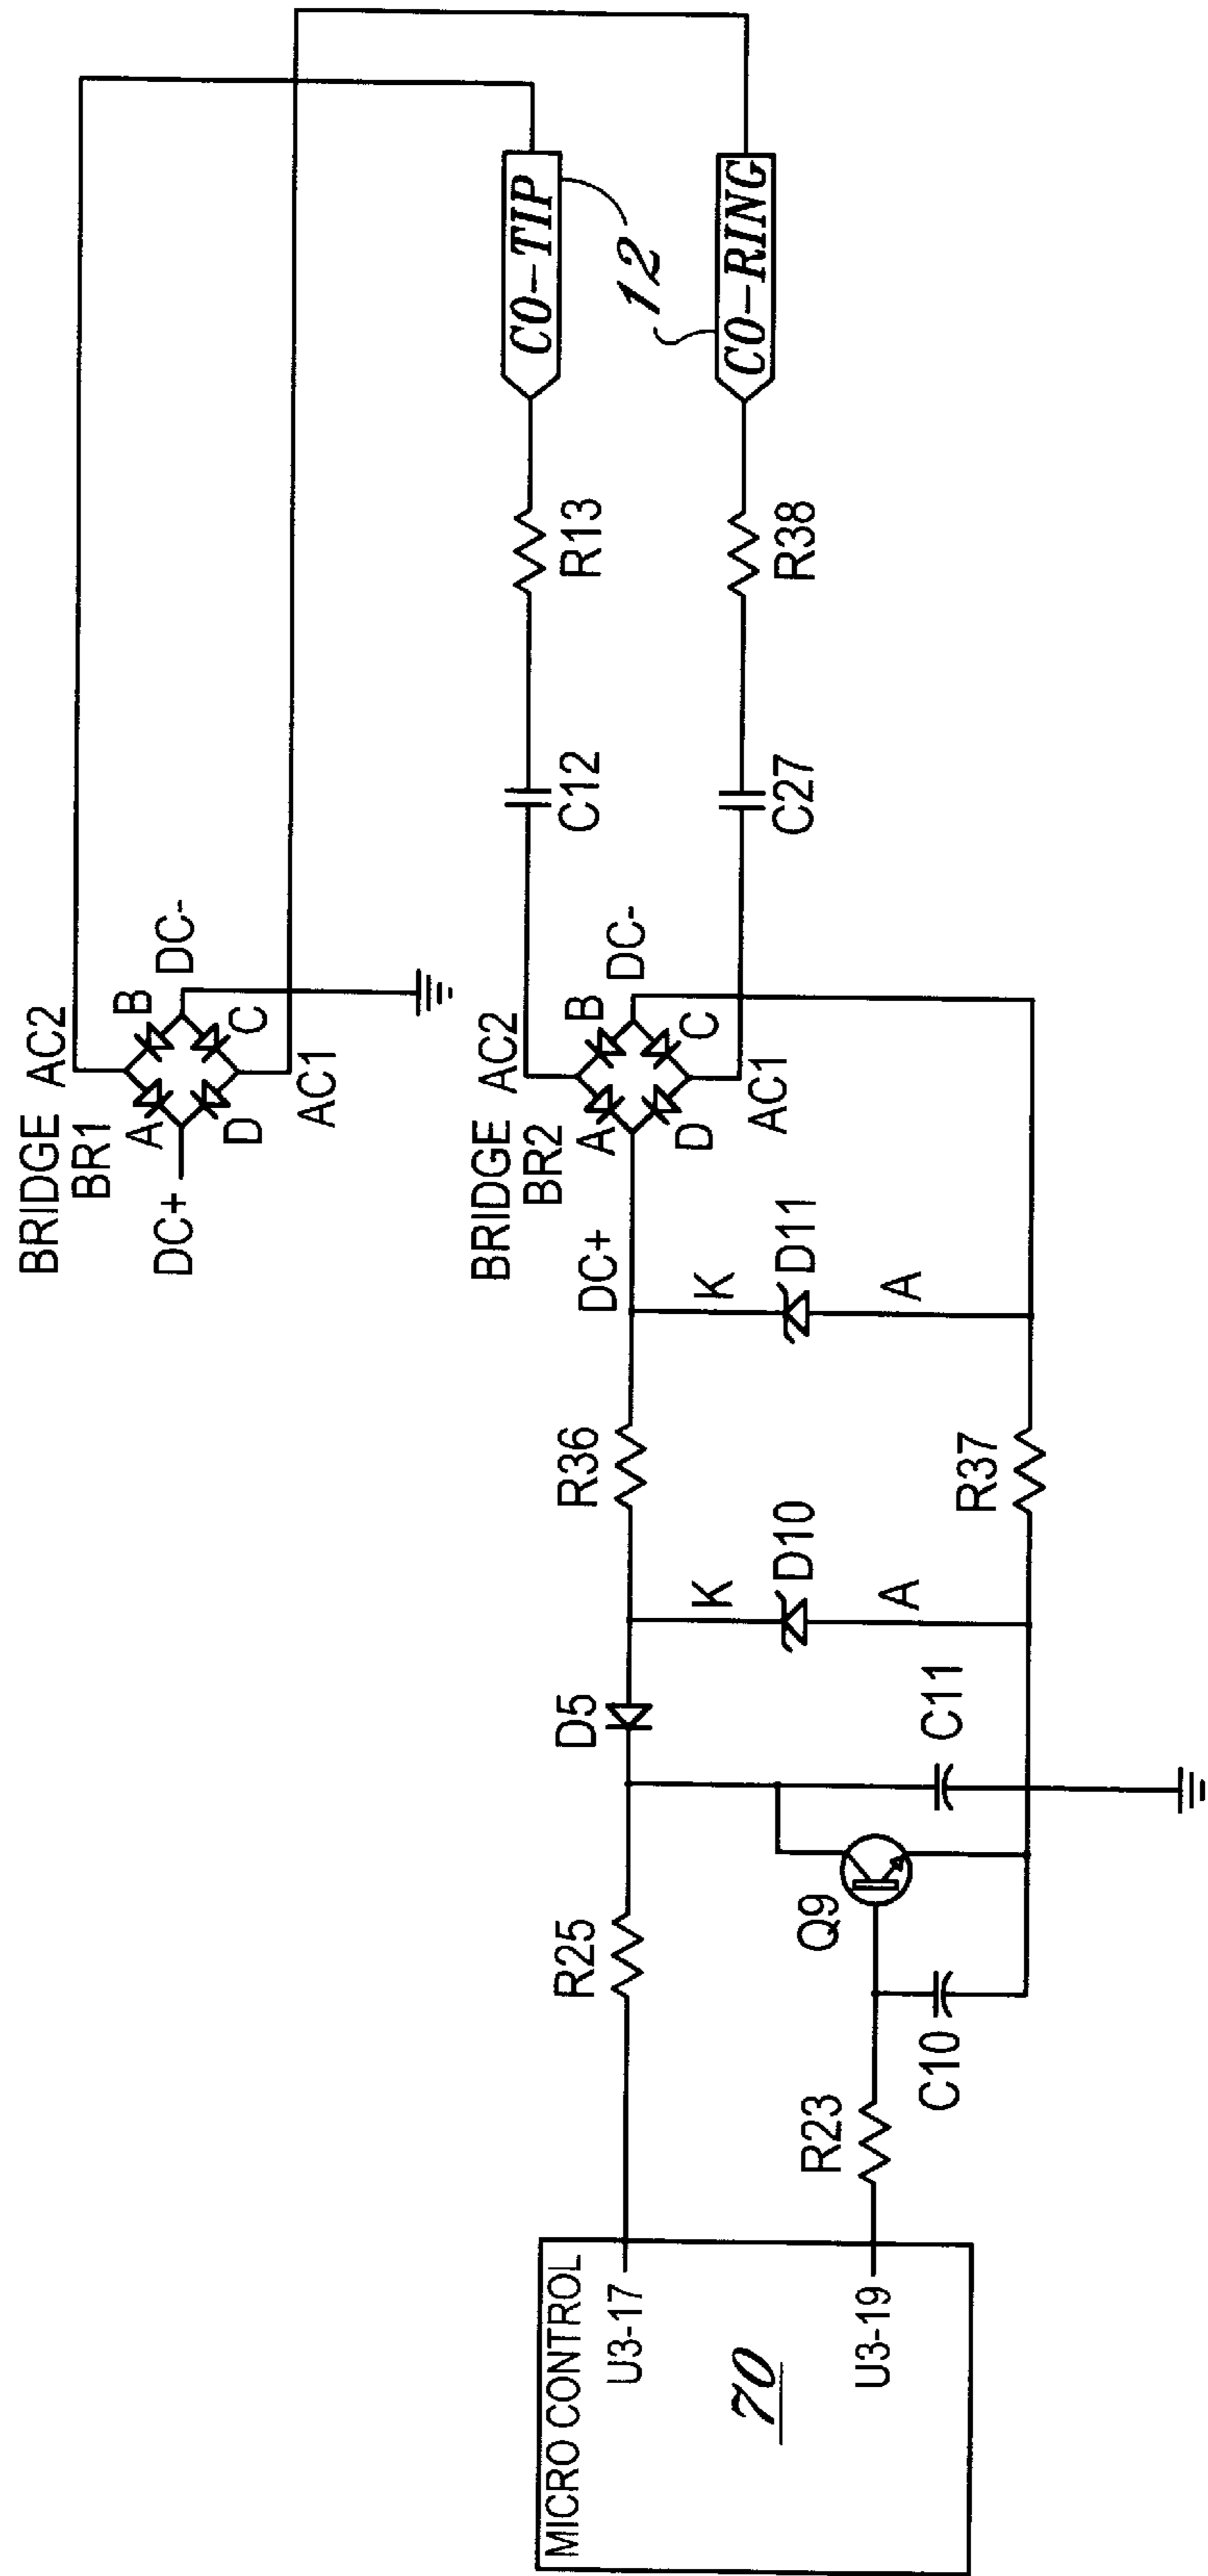 BRIDGE
BR1
AC2
A
B
DC+
DC-
D
C
AC1
CO-TIP
12
CO-RING
R13
R38
C12
C27
BRIDGE
BR2
AC2
A
B
DC+
DC-
D
C
AC1
K
D11
A
R36
R37
K
D10
A
D5
C11
R25
Q9
C10
R23
MICRO CONTROL
U3-17
70
U3-19